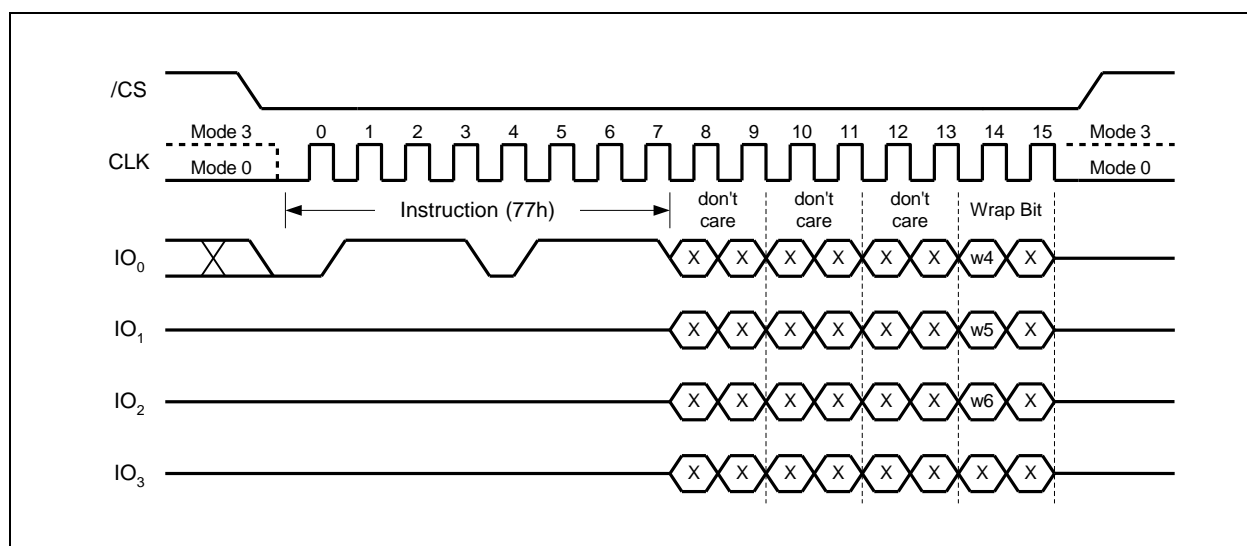 /CS
Mode 3 0 1 2 3 4 5 6 7 8 9 10 11 12 13 14 15 Mode 3
CLK
Mode 0 Mode 0
Instruction (77h) don't care don't care don't care Wrap Bit
IO0 X X X X X X w4 X
IO1 X X X X X X w5 X
IO2 X X X X X X w6 X
IO3 X X X X X X X X